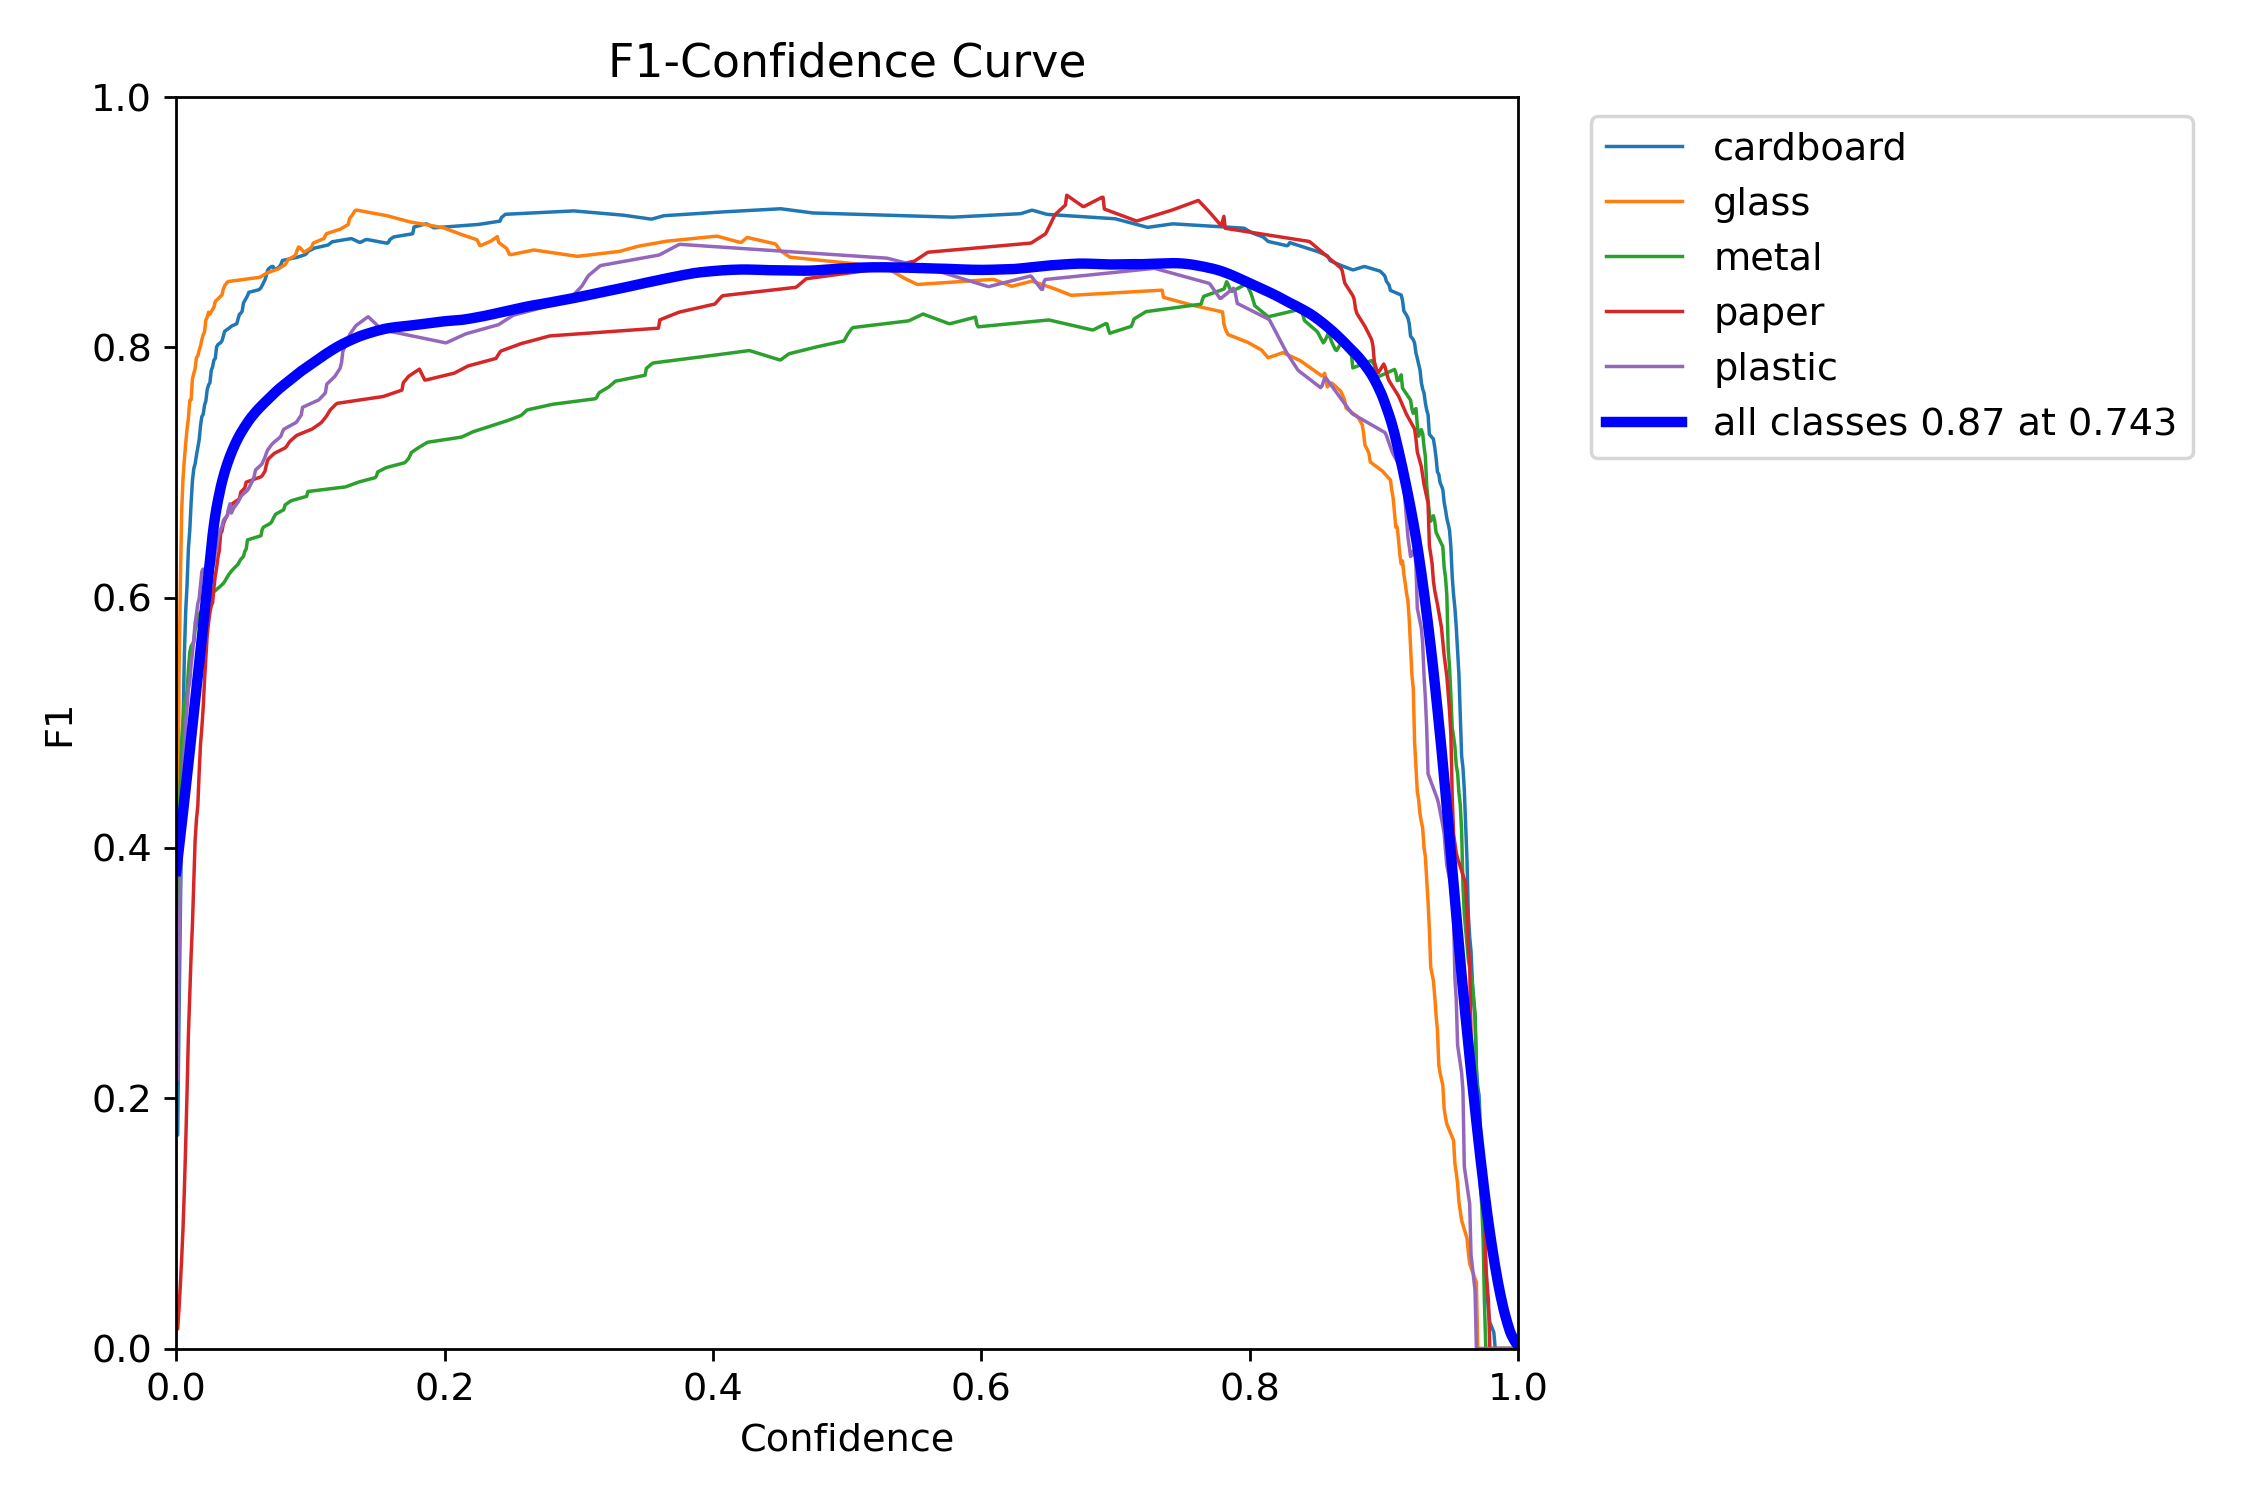 F1-Confidence Curve
1.0
0.8
0.6
0.4
0.2
0.0
F1
0.0 0.2 0.4 0.6 0.8 1.0
Confidence
cardboard
glass
metal
paper
plastic
all classes 0.87 at 0.743